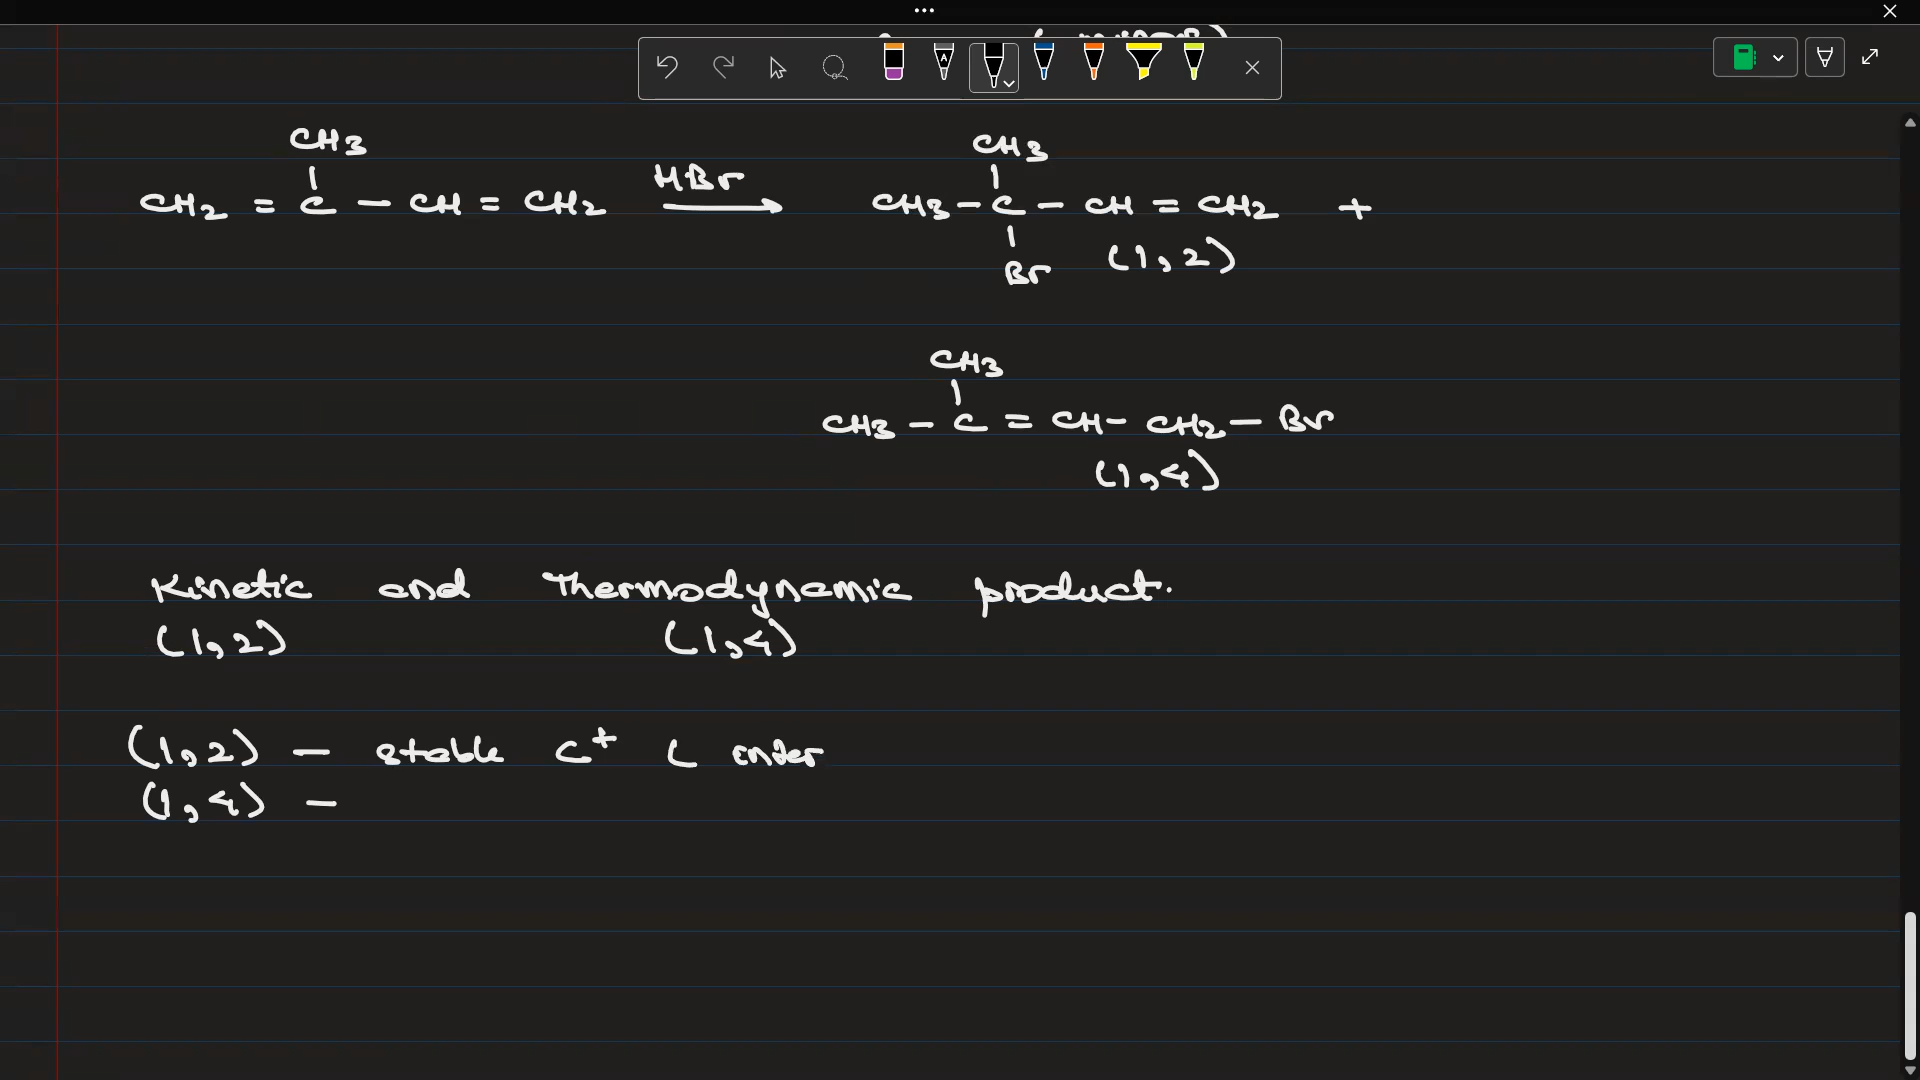 CH3
CH2 = C - CH = CH2 HBr → CH3 - C - CH = CH2 +
CH3
Br (1,2)
CH3
CH3 - C = CH - CH2 - Br
(1,4)
Kinetic and Thermodynamic product.
(1,2) (1,4)
(1,2) — stable C+ ( inter
(1,4) —